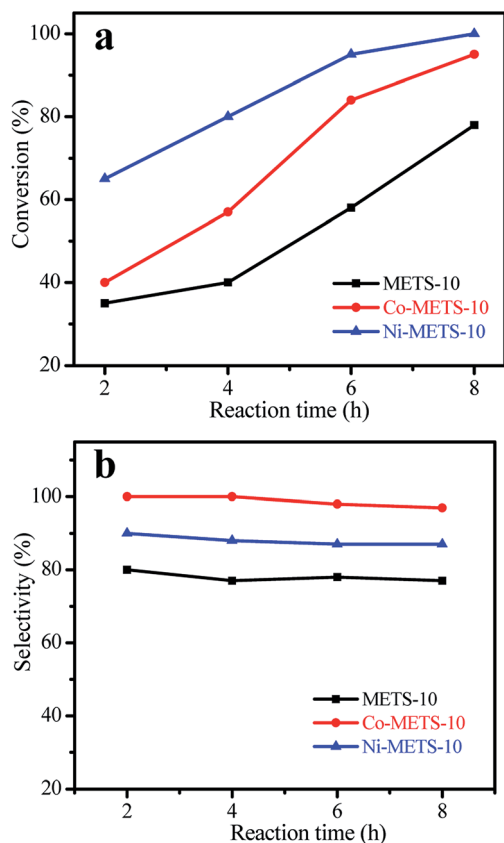 a
100
80
60
40
20
Conversion (%)
METS-10
Co-METS-10
Ni-METS-10
2 4 6 8
Reaction time (h)
b
100
80
60
40
20
Selectivity (%)
METS-10
Co-METS-10
Ni-METS-10
2 4 6 8
Reaction time (h)